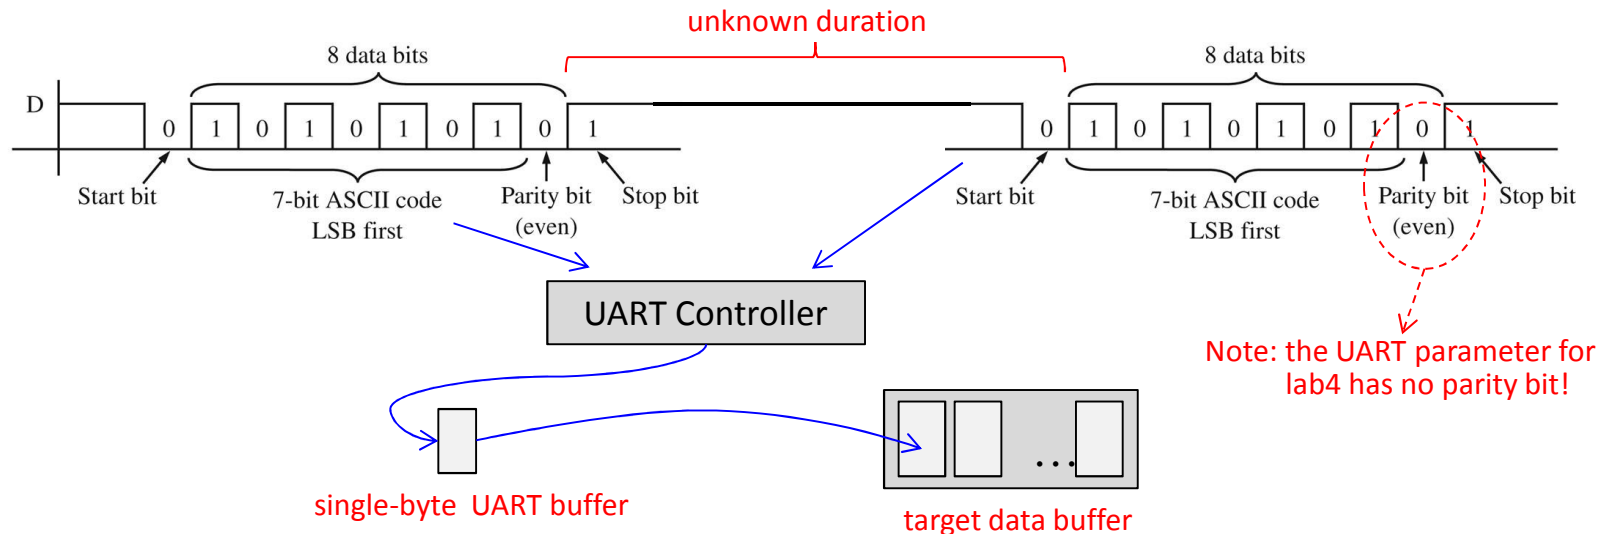 unknown duration
8 data bits
8 data bits
D
0 1 0 1 0 1 0 1 0 1
0 1 0 1 0 1 0 1 0 1
Start bit
7-bit ASCII code
LSB first
Parity bit
(even)
Stop bit
Start bit
7-bit ASCII code
LSB first
Parity bit
(even)
Stop bit
UART Controller
Note: the UART parameter for
lab4 has no parity bit!
...
single-byte UART buffer
target data buffer